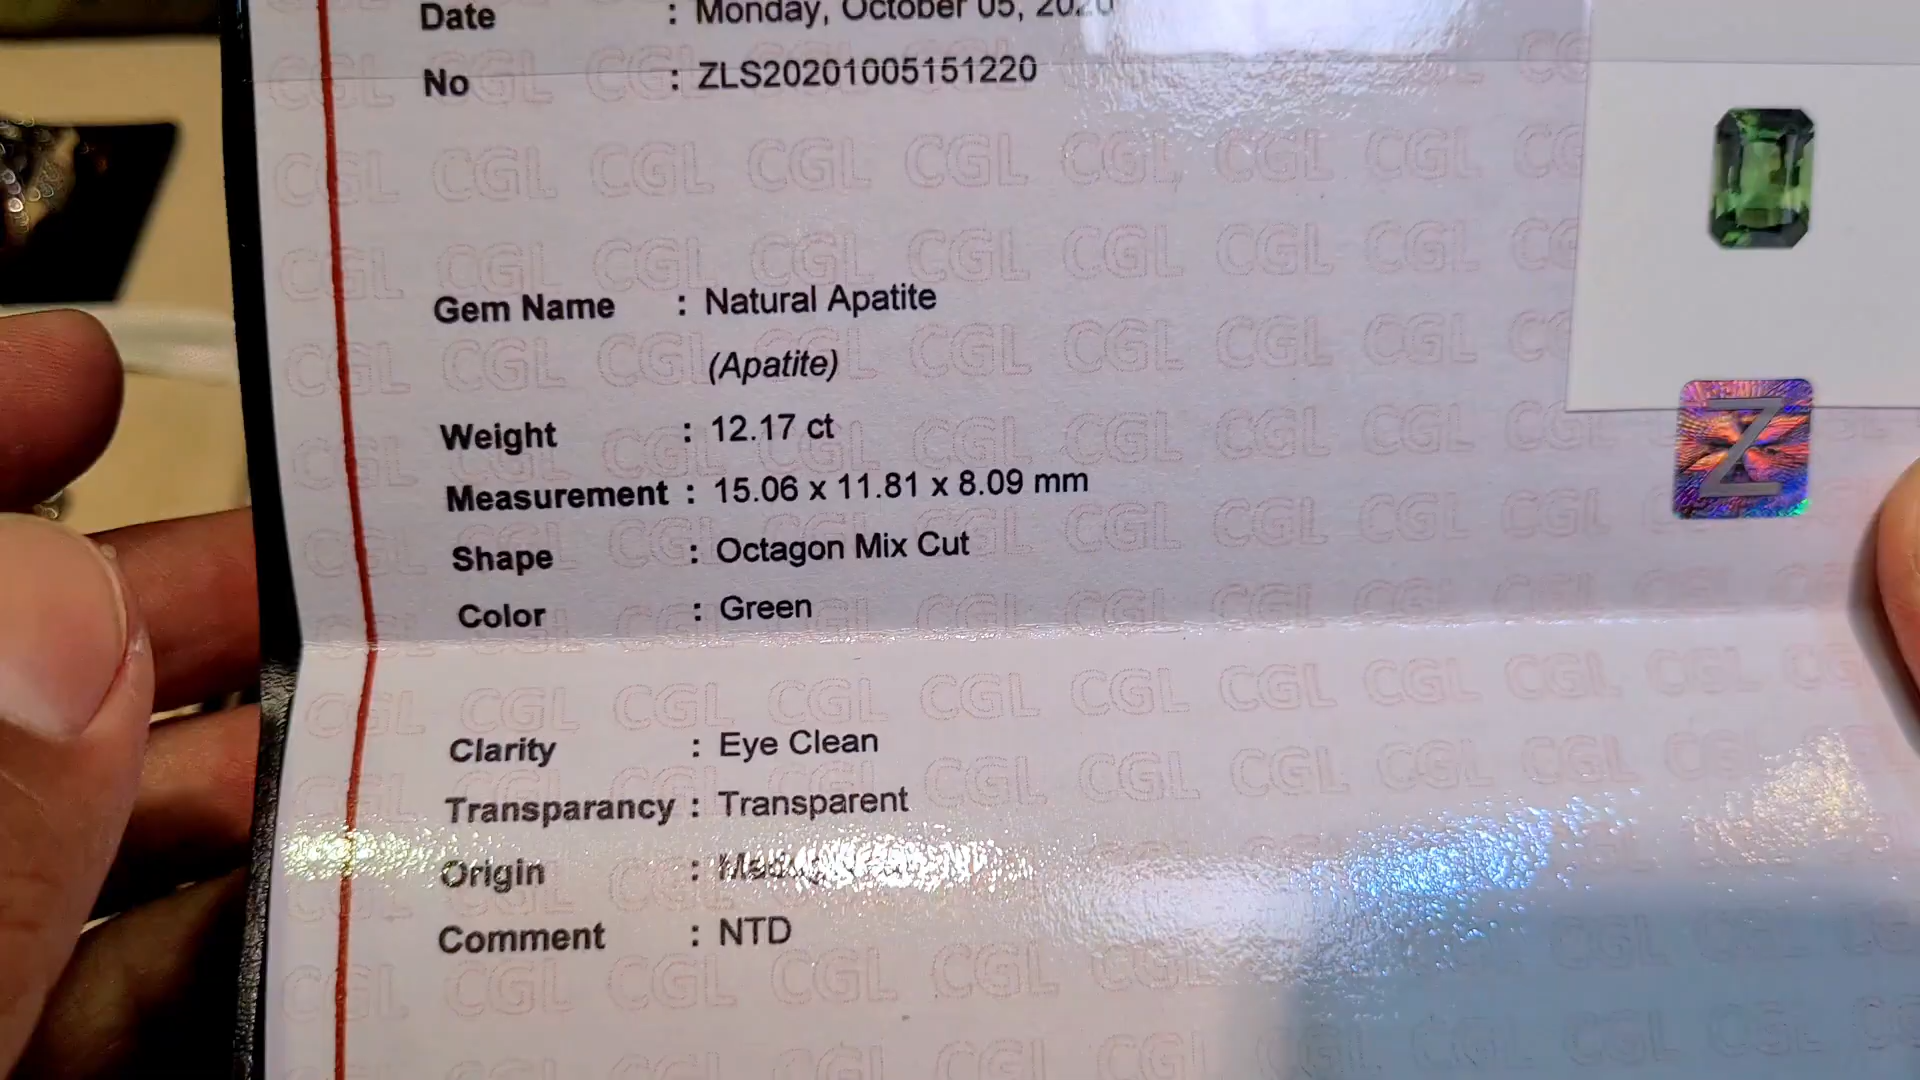 Date : Monday, October 05, 2020
No : ZLS20201005151220
Gem Name : Natural Apatite
(Apatite)
Weight : 12.17 ct
Measurement : 15.06 x 11.81 x 8.09 mm
Shape : Octagon Mix Cut
Color : Green
Z
Clarity : Eye Clean
Transparancy : Transparent
Origin :
Comment : NTD